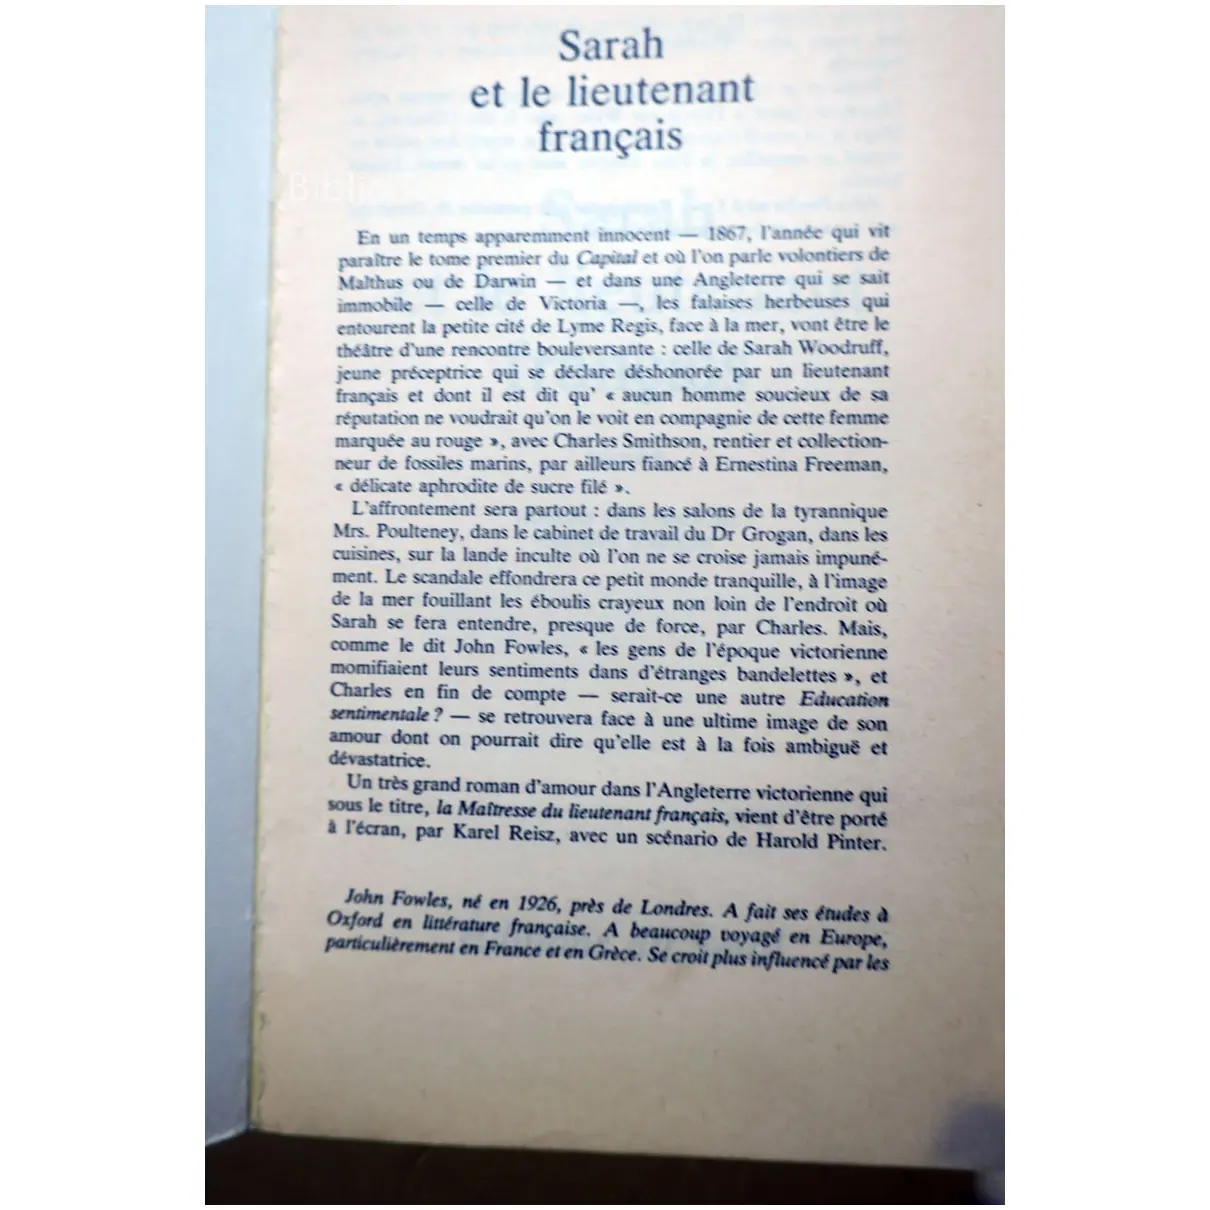 Sarah
et le lieutenant
français
En un temps apparemment innocent — 1867, l'année qui vit
paraître le tome premier du Capital et où l'on parle volontiers de
Malthus ou de Darwin — et dans une Angleterre qui se sait
immobile — celle de Victoria —, les falaises herbeuses qui
entourent la petite cité de Lyme Regis, face à la mer, vont être le
théâtre d'une rencontre bouleversante : celle de Sarah Woodruff,
jeune préceptrice qui se déclare déshonorée par un lieutenant
français et dont il est dit qu' « aucun homme soucieux de sa
réputation ne voudrait qu'on le voit en compagnie de cette femme
marquée au rouge », avec Charles Smithson, rentier et collection-
neur de fossiles marins, par ailleurs fiancé à Ernestina Freeman,
« délicate aphrodite de sucre filé ».
L'affrontement sera partout : dans les salons de la tyrannique
Mrs. Poulteney, dans le cabinet de travail du Dr Grogan, dans les
cuisines, sur la lande inculte où l'on ne se croise jamais impuné-
ment. Le scandale effondrera ce petit monde tranquille, à l'image
de la mer fouillant les éboulis crayeux non loin de l'endroit où
Sarah se fera entendre, presque de force, par Charles. Mais,
comme le dit John Fowles, « les gens de l'époque victorienne
momifiaient leurs sentiments dans d'étranges bandelettes », et
Charles en fin de compte — serait-ce une autre Education
sentimentale ? — se retrouvera face à une ultime image de son
amour dont on pourrait dire qu'elle est à la fois ambiguë et
dévastatrice.
Un très grand roman d'amour dans l'Angleterre victorienne qui
sous le titre, la Maîtresse du lieutenant français, vient d'être porté
à l'écran, par Karel Reisz, avec un scénario de Harold Pinter.
John Fowles, né en 1926, près de Londres. A fait ses études à
Oxford en littérature française. A beaucoup voyagé en Europe,
particulièrement en France et en Grèce. Se croit plus influencé par les